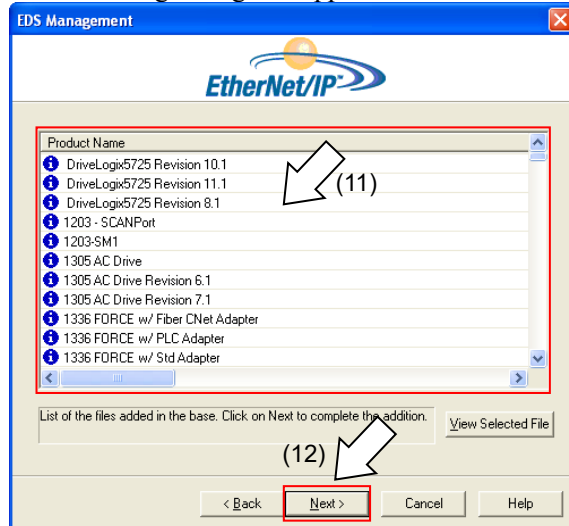 EDS Management
EtherNet/IP
Product Name
DriveLogix5725 Revision 10.1
DriveLogix5725 Revision 11.1
DriveLogix5725 Revision 8.1
(11)
1203 - SCANPort
1203-SM1
1305 AC Drive
1305 AC Drive Revision 6.1
1305 AC Drive Revision 7.1
1336 FORCE w/ Fiber CNet Adapter
1336 FORCE w/ PLC Adapter
1336 FORCE w/ Std Adapter
List of the files added in the base. Click on Next to complete the addition.
View Selected File
(12)
< Back
Next >
Cancel
Help